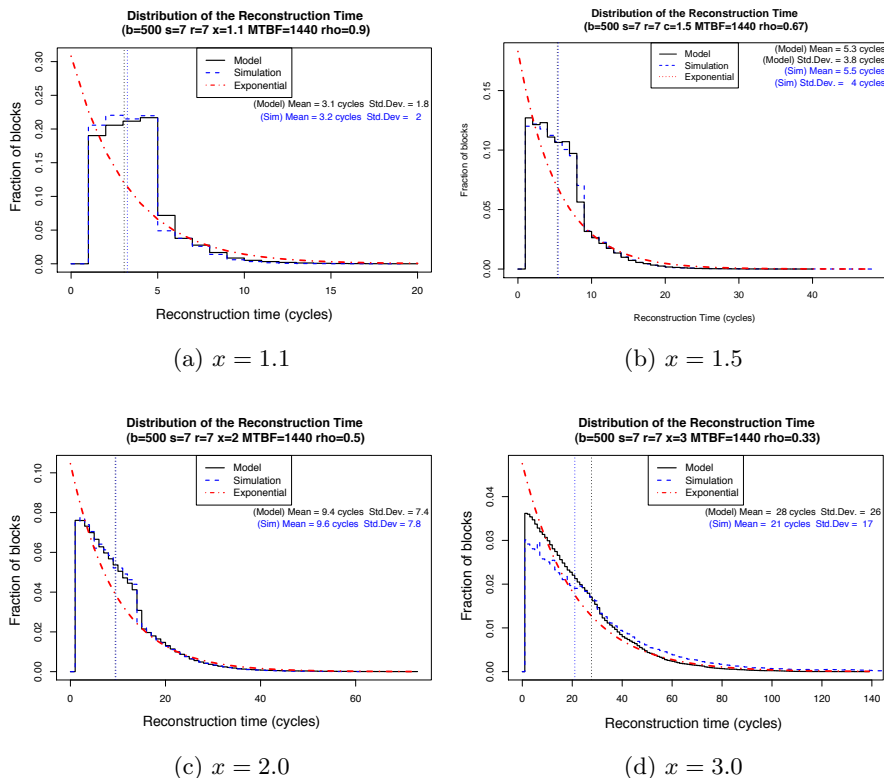 Distribution of the Reconstruction Time
(b=500 s=7 r=7 x=1.1 MTBF=1440 rho=0.9)
Model
Simulation
Exponential
(Model) Mean = 3.1 cycles Std.Dev. = 1.8
(Sim) Mean = 3.2 cycles Std.Dev = 2
Fraction of blocks
0.30
0.25
0.20
0.15
0.10
0.05
0.00
0 5 10 15 20
Reconstruction time (cycles)
(a) x = 1.1
Distribution of the Reconstruction Time
(b=500 s=7 r=7 c=1.5 MTBF=1440 rho=0.67)
Model
Simulation
Exponential
(Model) Mean = 5.3 cycles
(Model) Std.Dev. = 3.8 cycles
(Sim) Mean = 5.5 cycles
(Sim) Std.Dev. = 4 cycles
Fraction of blocks
0.15
0.10
0.05
0.00
0 10 20 30 40
Reconstruction Time (cycles)
(b) x = 1.5
Distribution of the Reconstruction Time
(b=500 s=7 r=7 x=2 MTBF=1440 rho=0.5)
Model
Simulation
Exponential
(Model) Mean = 9.4 cycles Std.Dev. = 7.4
(Sim) Mean = 9.6 cycles Std.Dev = 7.8
Fraction of blocks
0.10
0.08
0.06
0.04
0.02
0.00
0 20 40 60
Reconstruction time (cycles)
(c) x = 2.0
Distribution of the Reconstruction Time
(b=500 s=7 r=7 x=3 MTBF=1440 rho=0.33)
Model
Simulation
Exponential
(Model) Mean = 28 cycles Std.Dev. = 26
(Sim) Mean = 21 cycles Std.Dev = 17
Fraction of blocks
0.04
0.03
0.02
0.01
0.00
0 20 40 60 80 100 120 140
Reconstruction time (cycles)
(d) x = 3.0